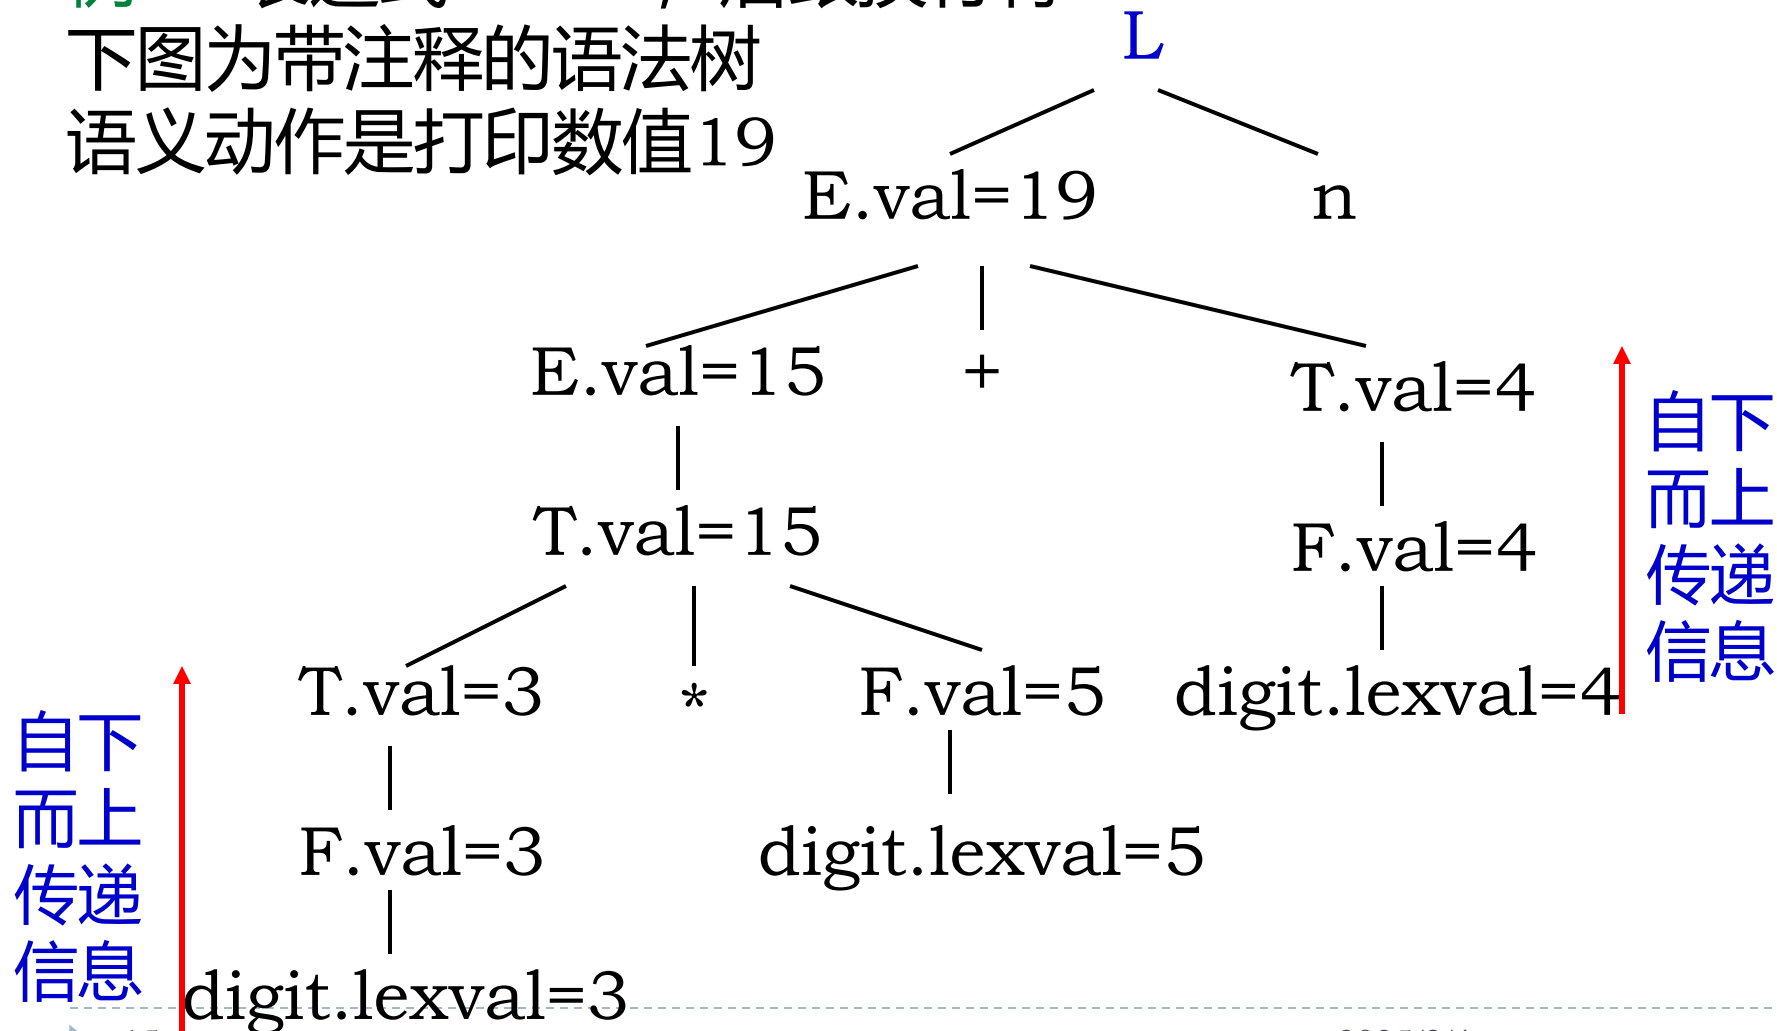 下图为带注释的语法树
语义动作是打印数值19
L
E.val=19 n
E.val=15 + T.val=4
T.val=15 F.val=4
T.val=3 * F.val=5 digit.lexval=4
F.val=3 digit.lexval=5
digit.lexval=3
自下
而上
传递
信息
自下
而上
传递
信息